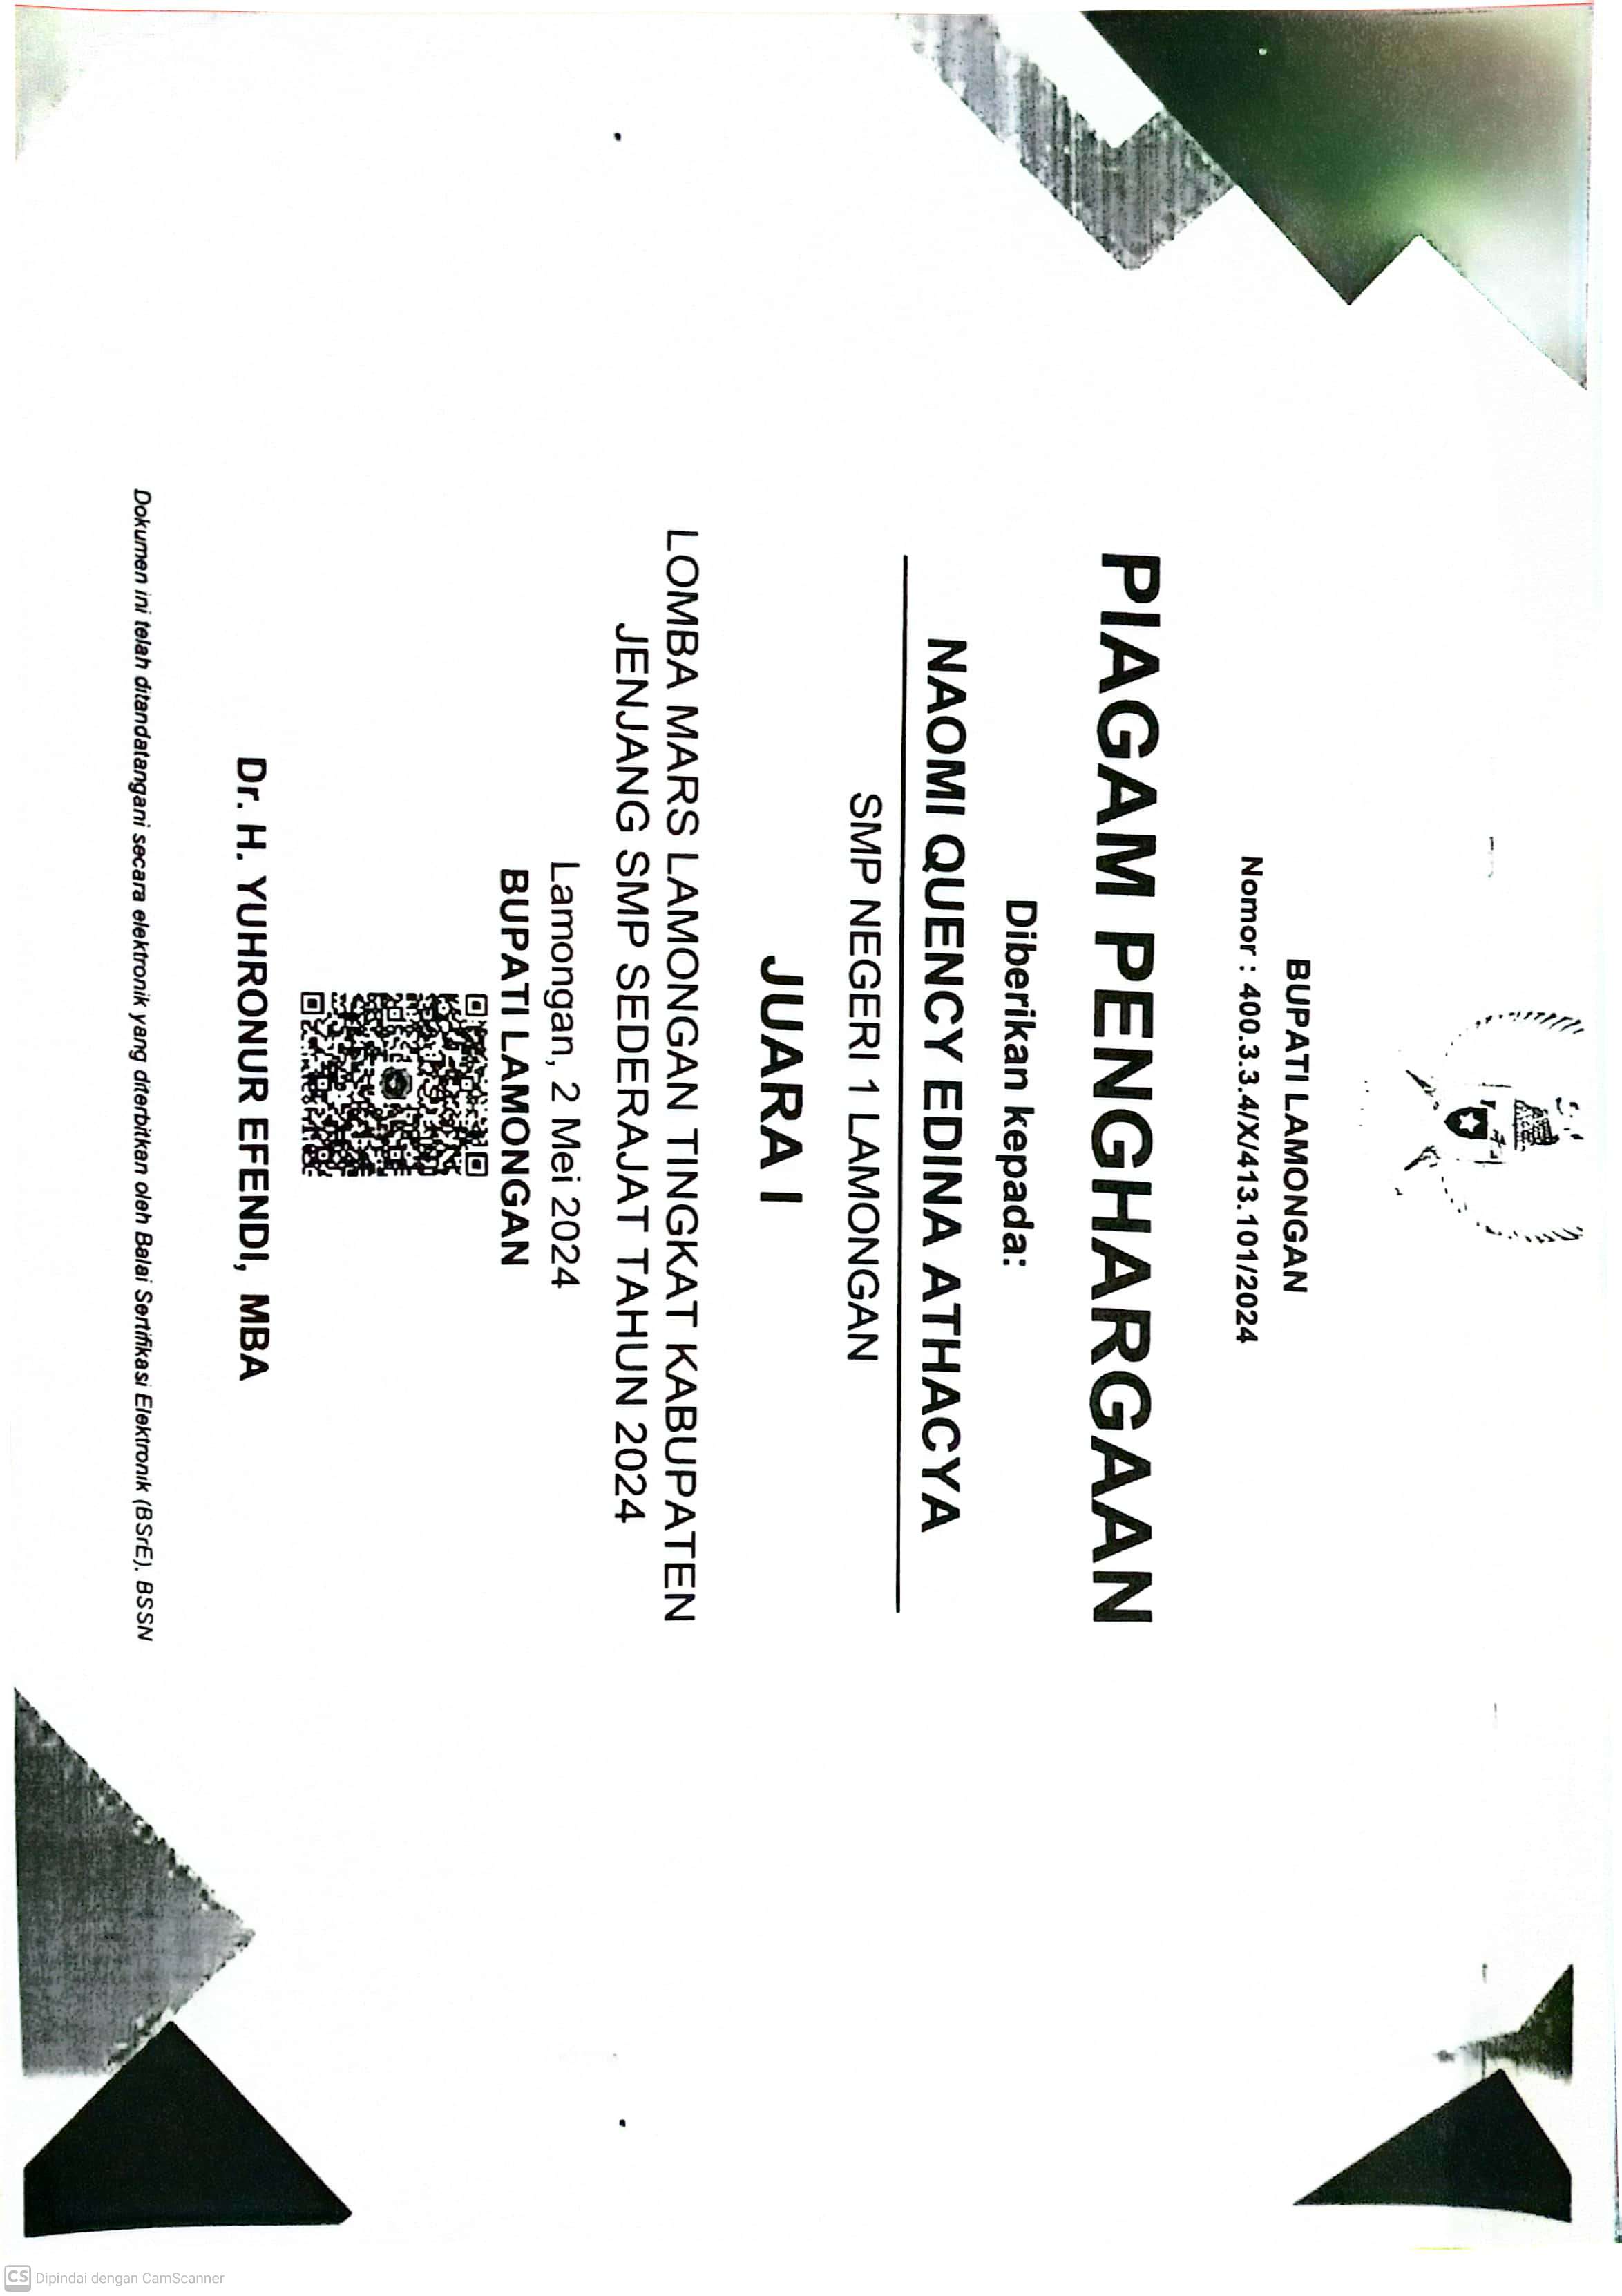 BUPATI LAMONGAN
Nomor : 400.3.3.4/X/413.101/2024
PIAGAM PENGHARGAAN
Diberikan kepada:
NAOMI QUENCY EDINA ATHACYA
SMP NEGERI 1 LAMONGAN
JUARA I
LOMBA MARS LAMONGAN TINGKAT KABUPATEN
JENJANG SMP SEDERAJAT TAHUN 2024
Lamongan, 2 Mei 2024
BUPATI LAMONGAN
Dr. H. YUHRONUR EFENDI, MBA
Dokumen ini telah ditandatangani secara elektronik yang diterbitkan oleh Balai Sertifikasi Elektronik (BSrE), BSSN
CS Dipindai dengan CamScanner